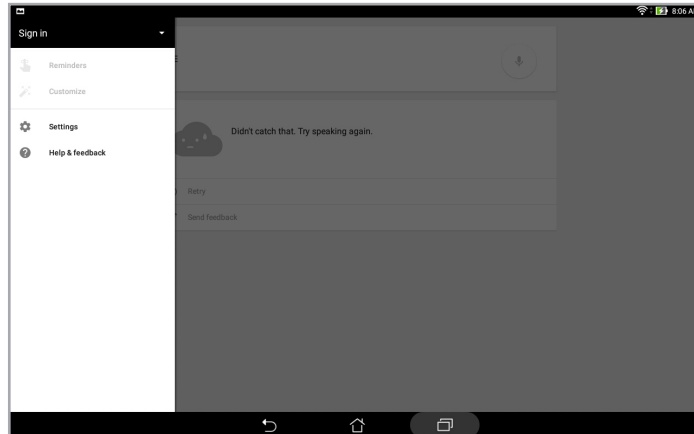 8:06 A
Sign in
Reminders
Customize
Settings
Help & feedback
Didn't catch that. Try speaking again.
Retry
Send feedback